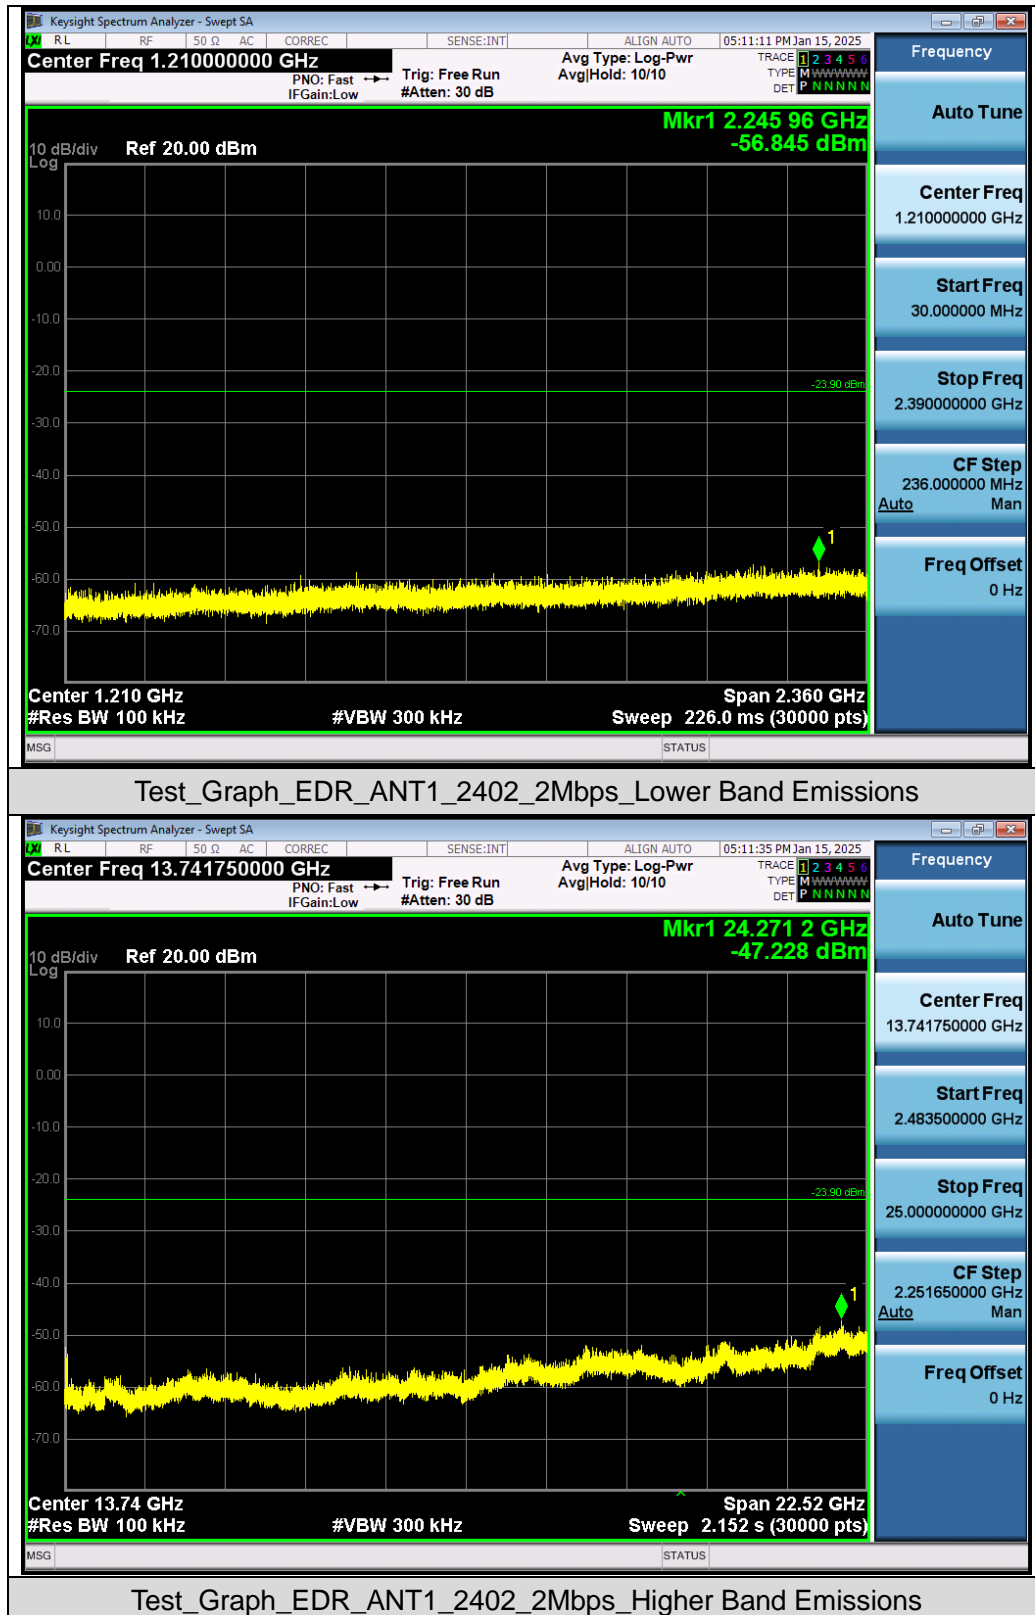 Keysight Spectrum Analyzer - Swept SA
LXI RL RF 50 Ω AC CORREC SENSE:INT ALIGN AUTO 05:11:11 PM Jan 15, 2025
Center Freq 1.210000000 GHz
PNO: Fast
IFGain:Low
Trig: Free Run
#Atten: 30 dB
Avg Type: Log-Pwr
Avg|Hold: 10/10
TRACE 1 2 3 4 5 6
TYPE M WWWWW
DET P N N N N N
Mkr1 2.245 96 GHz
-56.845 dBm
10 dB/div Ref 20.00 dBm
Log
10.0
0.00
-10.0
-20.0
-23.90 dBm
-30.0
-40.0
-50.0
1
-60.0
-70.0
Center 1.210 GHz Span 2.360 GHz
#Res BW 100 kHz #VBW 300 kHz Sweep 226.0 ms (30000 pts)
MSG STATUS
Frequency
Auto Tune
Center Freq
1.210000000 GHz
Start Freq
30.000000 MHz
Stop Freq
2.390000000 GHz
CF Step
236.000000 MHz
Auto Man
Freq Offset
0 Hz
Test_Graph_EDR_ANT1_2402_2Mbps_Lower Band Emissions
Keysight Spectrum Analyzer - Swept SA
LXI RL RF 50 Ω AC CORREC SENSE:INT ALIGN AUTO 05:11:35 PM Jan 15, 2025
Center Freq 13.741750000 GHz
PNO: Fast
IFGain:Low
Trig: Free Run
#Atten: 30 dB
Avg Type: Log-Pwr
Avg|Hold: 10/10
TRACE 1 2 3 4 5 6
TYPE M WWWWW
DET P N N N N N
Mkr1 24.271 2 GHz
-47.228 dBm
10 dB/div Ref 20.00 dBm
Log
10.0
0.00
-10.0
-20.0
-23.90 dBm
-30.0
-40.0
1
-50.0
-60.0
-70.0
Center 13.74 GHz Span 22.52 GHz
#Res BW 100 kHz #VBW 300 kHz Sweep 2.152 s (30000 pts)
MSG STATUS
Frequency
Auto Tune
Center Freq
13.741750000 GHz
Start Freq
2.483500000 GHz
Stop Freq
25.000000000 GHz
CF Step
2.251650000 GHz
Auto Man
Freq Offset
0 Hz
Test_Graph_EDR_ANT1_2402_2Mbps_Higher Band Emissions